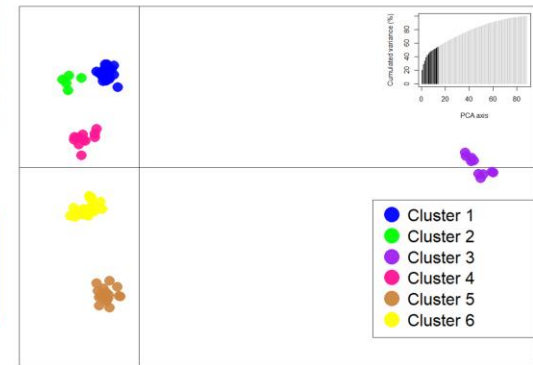 Cumulated variance (%)
0 20 40 60 80
0 20 40 60 80
PCA axis
Cluster 1
Cluster 2
Cluster 3
Cluster 4
Cluster 5
Cluster 6